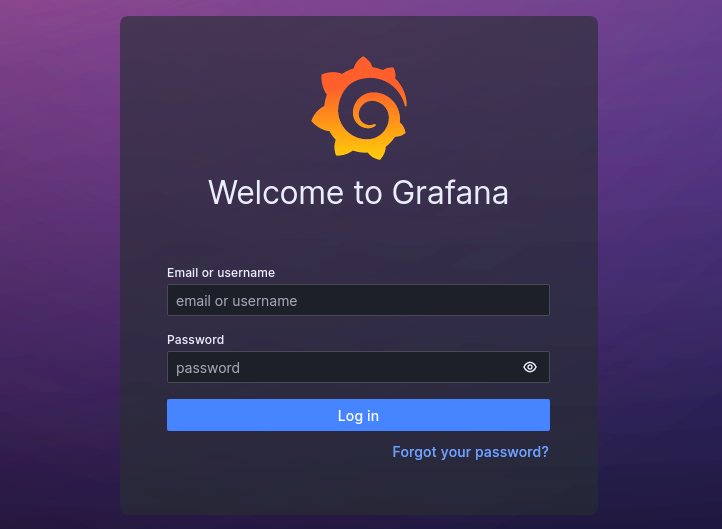 Welcome to Grafana
Email or username
email or username
Password
password
Log in
Forgot your password?